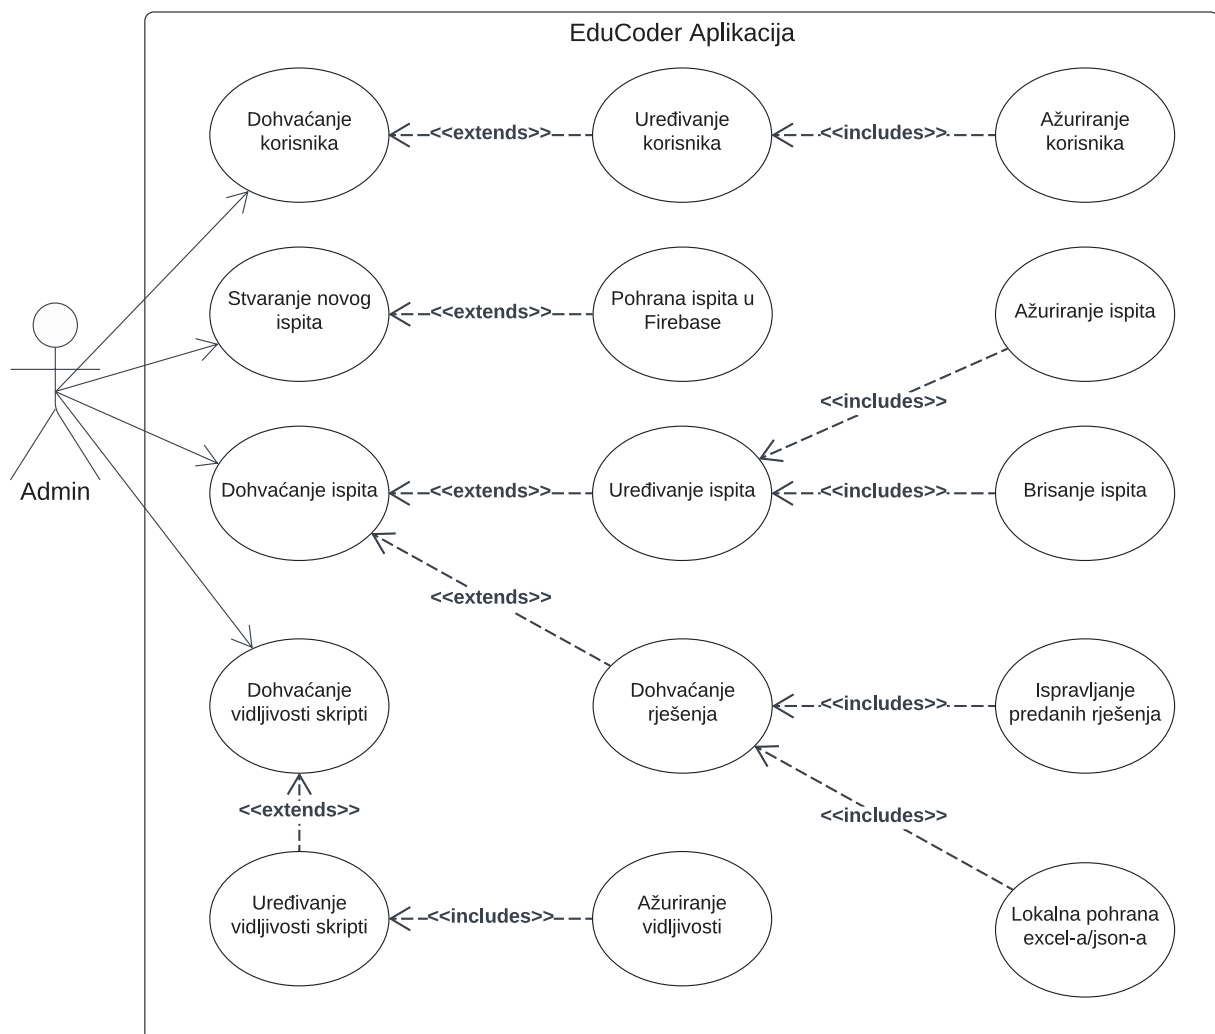 EduCoder Aplikacija
Dohvaćanje
korisnika
<<extends>>
Uređivanje
korisnika
<<includes>>
Ažuriranje
korisnika
Stvaranje novog
ispita
<<extends>>
Pohrana ispita u
Firebase
Ažuriranje ispita
<<includes>>
Admin
Dohvaćanje ispita
<<extends>>
Uređivanje ispita
<<includes>>
Brisanje ispita
<<extends>>
Dohvaćanje
vidljivosti skripti
Dohvaćanje
rješenja
<<includes>>
Ispravljanje
predanih rješenja
<<extends>>
<<includes>>
Uređivanje
vidljivosti skripti
<<includes>>
Ažuriranje
vidljivosti
Lokalna pohrana
excel-a/json-a